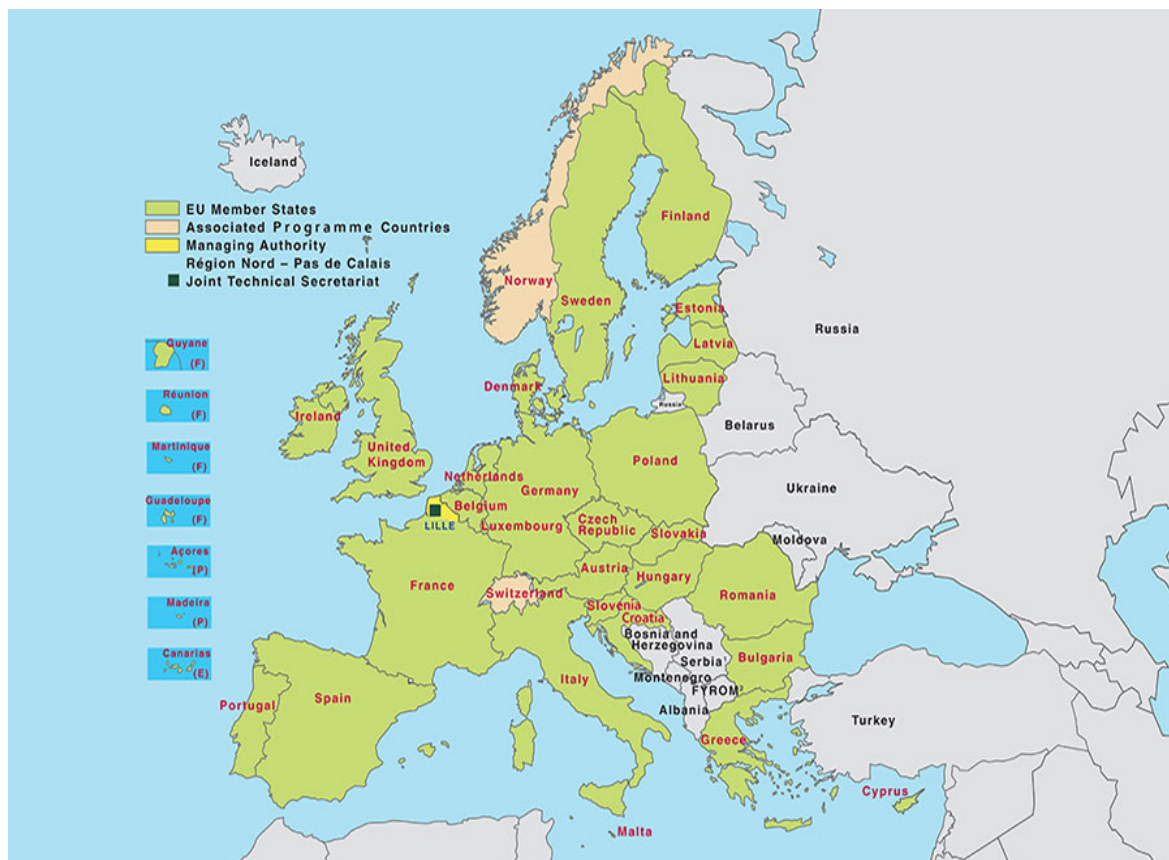 Iceland
EU Member States
Associated Programme Countries
Managing Authority
Région Nord – Pas de Calais
Joint Technical Secretariat
Guyane
(F)
Réunion
(F)
Martinique
(F)
Guadeloupe
(F)
Açores
(P)
Madeira
(P)
Canarias
(E)
Finland
Norway
Sweden
Estonia
Latvia
Lithuania
Russia
Russia
Denmark
Belarus
Ireland
United
Kingdom
Netherlands
Poland
Germany
Ukraine
Belgium
LILLE
Luxembourg
Czech
Republic
Slovakia
Moldova
Austria
Hungary
France
Switzerland
Romania
Slovenia
Croatia
Bosnia and
Herzegovina
Serbia
Bulgaria
Montenegro
FYROM
Italy
Albania
Portugal
Spain
Turkey
Greece
Cyprus
Malta